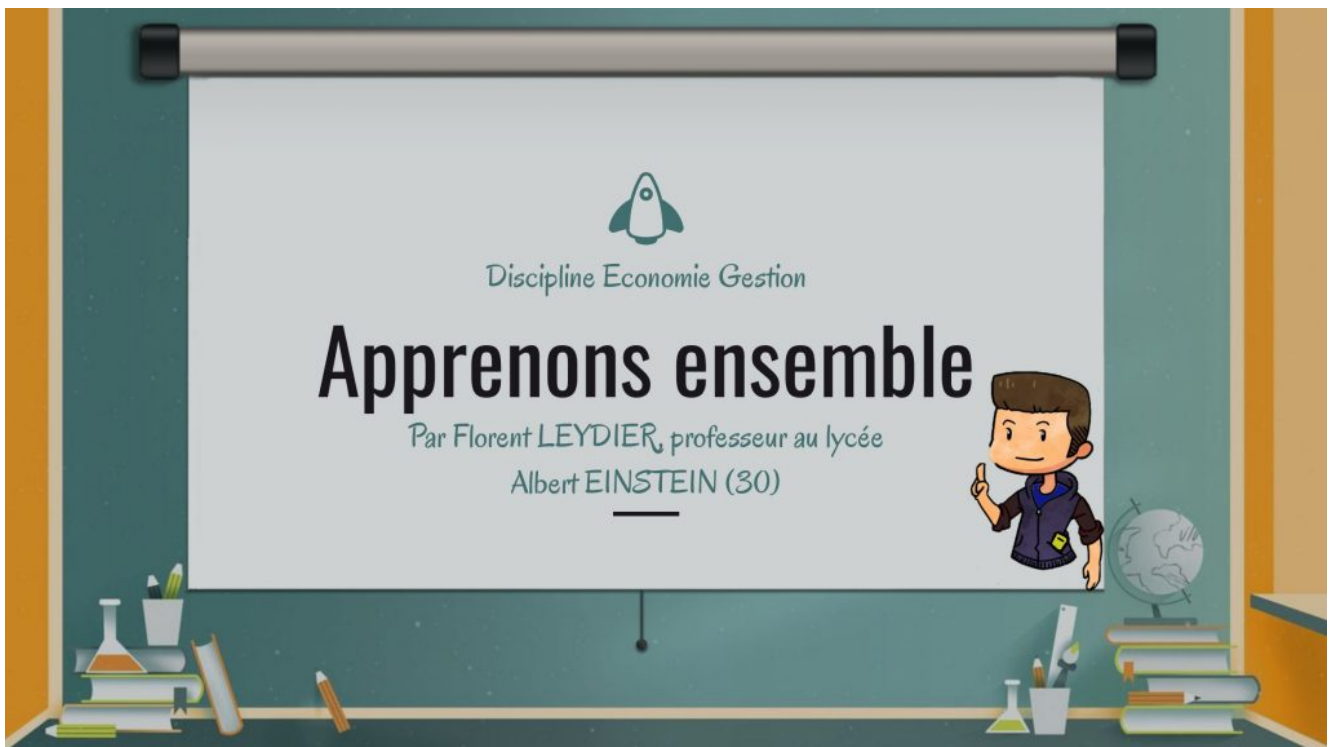 Discipline Economie Gestion
Apprenons ensemble
Par Florent LEYDIER, professeur au lycée
Albert EINSTEIN (30)